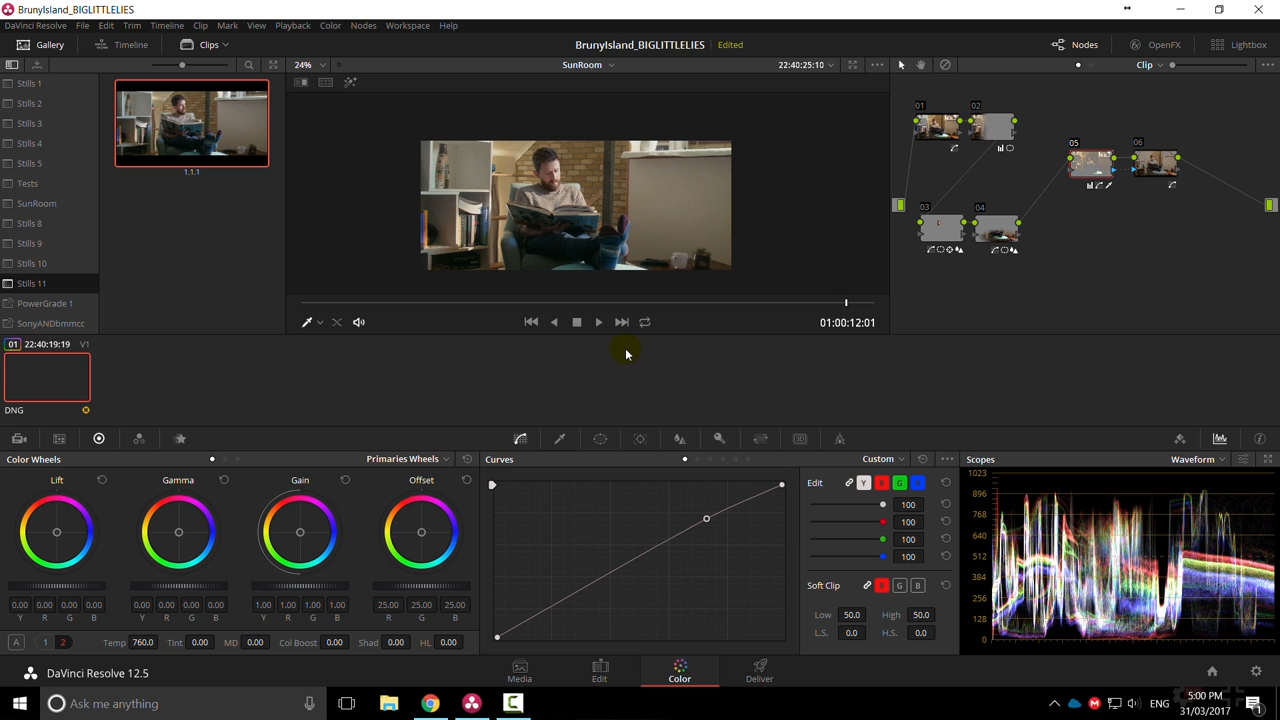 BrunyIsland_BIGLITTLELIES
DaVinci Resolve File Edit Trim Timeline Clip Mark View Playback Color Nodes Workspace Help
Gallery Timeline Clips BrunyIsland_BIGLITTLELIES Edited Nodes OpenFX Lightbox
24% SunRoom 22:40:25:10 Clip
Stills 1
Stills 2
Stills 3
Stills 4
Stills 5
Tests
SunRoom
Stills 8
Stills 9
Stills 10
Stills 11
PowerGrade 1
SonyANDbmmcc
1.1.1
01 02
05 06
03 04
01:00:12:01
01 22:40:19:19 V1
DNG
Color Wheels Primaries Wheels Curves Custom Scopes Waveform
Lift Gamma Gain Offset
0.00 0.00 0.00 0.00 0.00 0.00 0.00 0.00 1.00 1.00 1.00 1.00 25.00 25.00 25.00
Y R G B Y R G B Y R G B R G B
A 1 2 Temp 760.0 Tint 0.00 MD 0.00 Col Boost 0.00 Shad 0.00 HL 0.00
Edit Y R G B
100
100
100
100
Soft Clip R G B
Low 50.0 High 50.0
L.S. 0.0 H.S. 0.0
1023
896
768
640
512
384
256
128
0
DaVinci Resolve 12.5 Media Edit Color Deliver
Ask me anything ENG 5:00 PM
31/03/2017
1